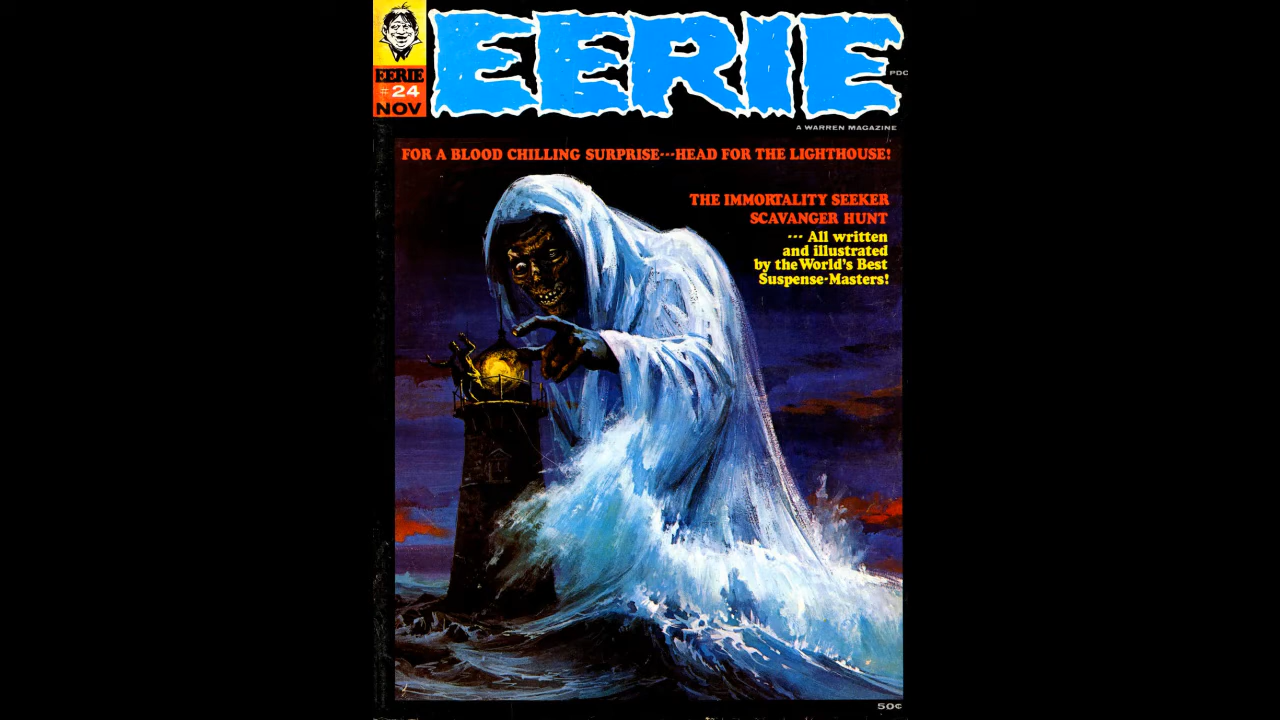 EERIE
EERIE
#24
NOV
PDC
A WARREN MAGAZINE
FOR A BLOOD CHILLING SURPRISE---HEAD FOR THE LIGHTHOUSE!
THE IMMORTALITY SEEKER
SCAVANGER HUNT
--- All written
and illustrated
by the World's Best
Suspense-Masters!
50¢